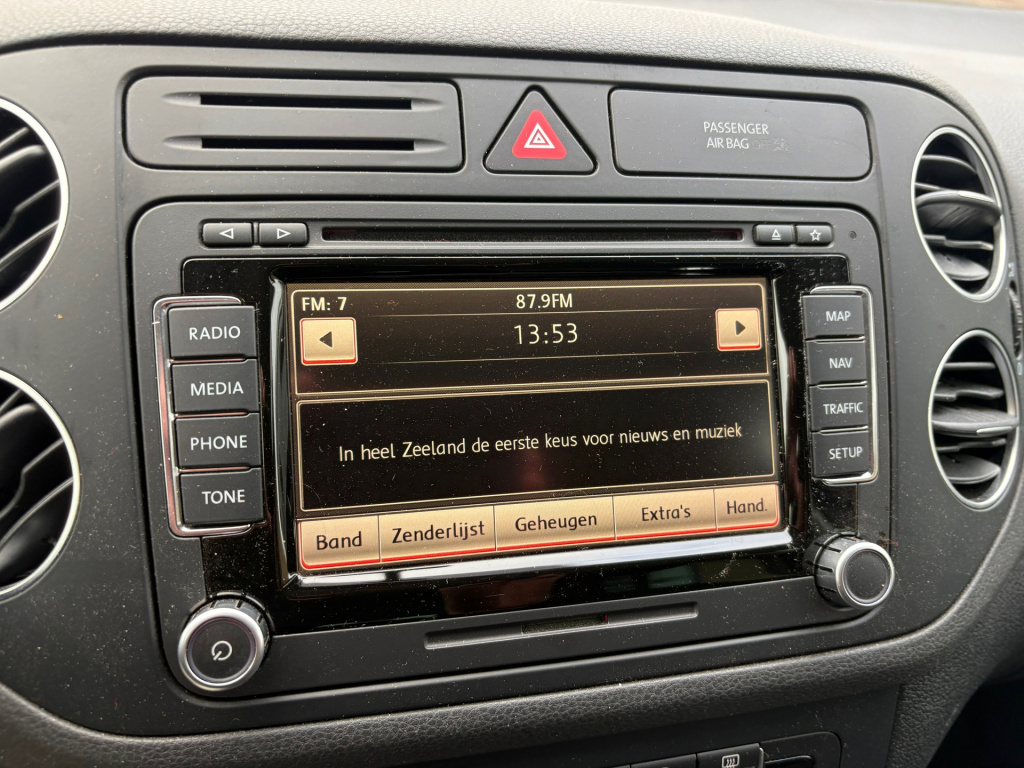 PASSENGER
AIR BAG
FM: 7
87.9FM
13:53
RADIO
MEDIA
PHONE
TONE
MAP
NAV
TRAFFIC
SETUP
In heel Zeeland de eerste keus voor nieuws en muziek
Band Zenderlijst Geheugen Extra's Hand.